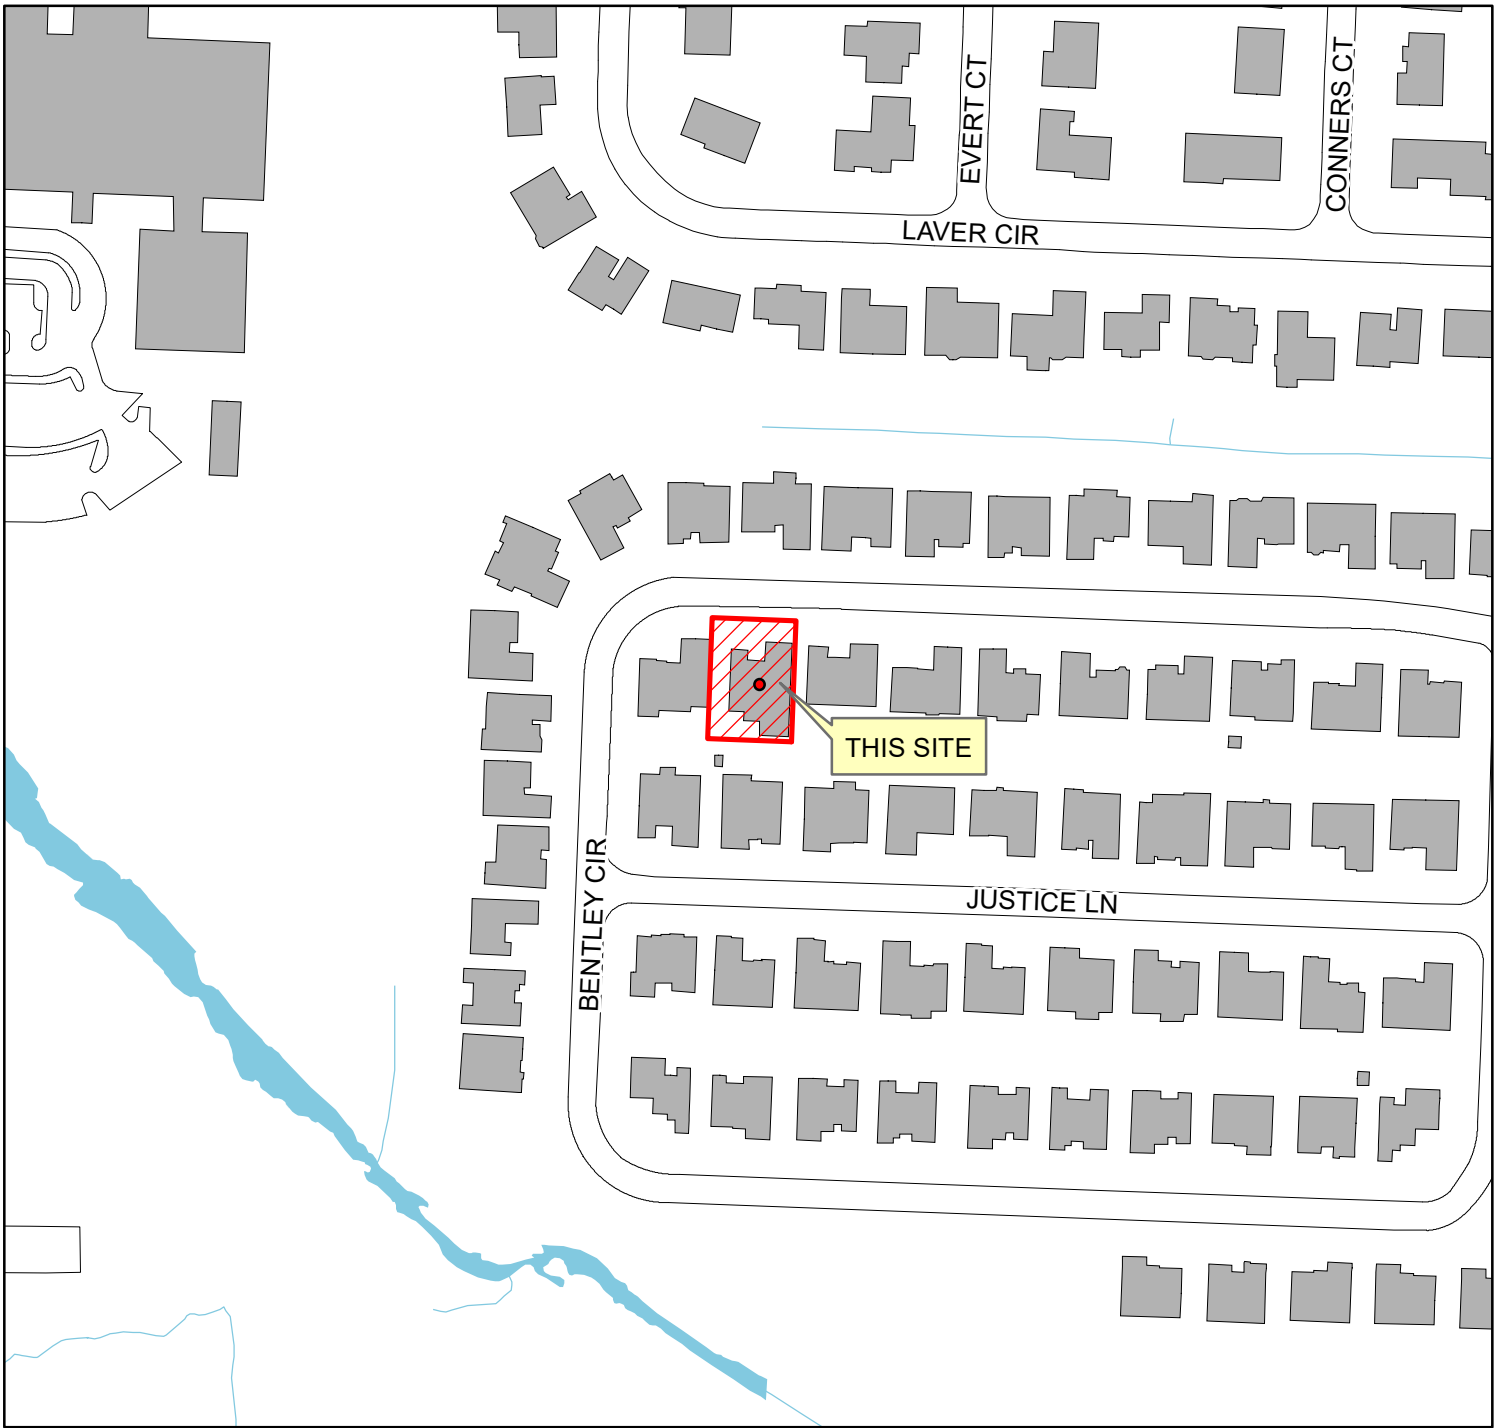 EVERT CT
CONNERS CT
LAVER CIR
THIS SITE
BENTLEY CIR
JUSTICE LN